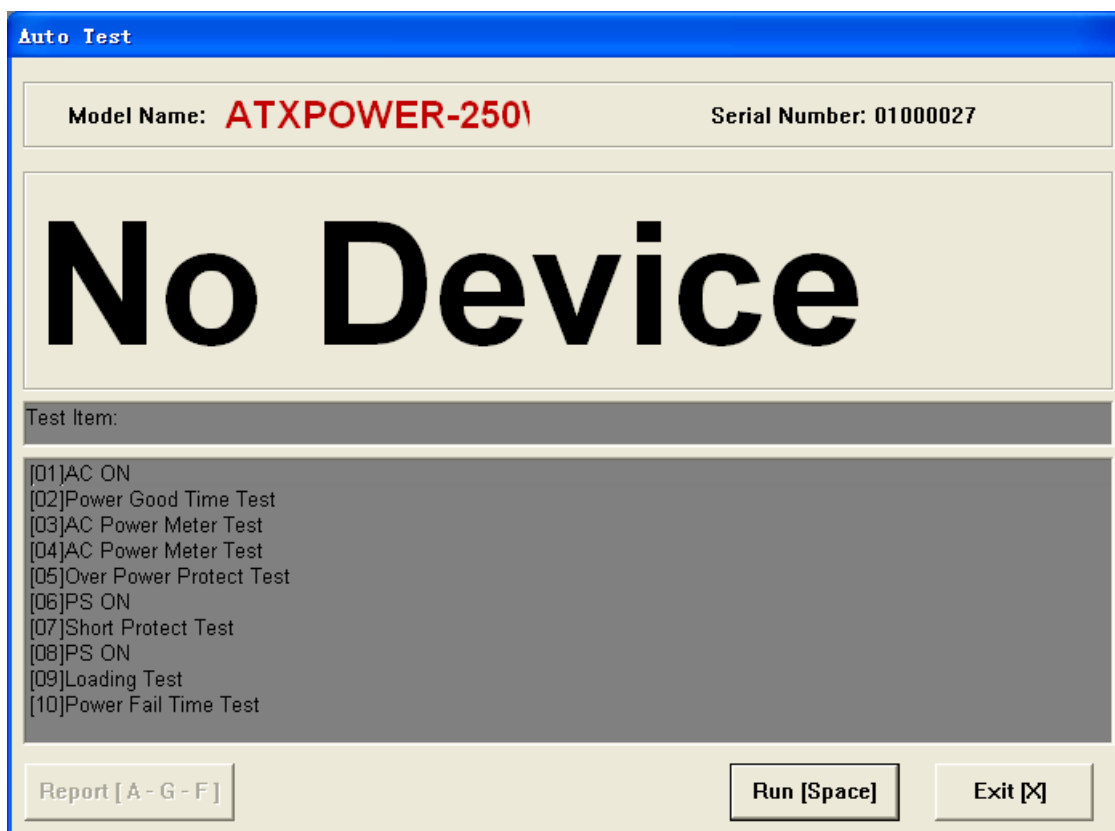 Auto Test
Model Name: ATXPOWER-250 Serial Number: 01000027
No Device
Test Item:
[01]AC ON
[02]Power Good Time Test
[03]AC Power Meter Test
[04]AC Power Meter Test
[05]Over Power Protect Test
[06]PS ON
[07]Short Protect Test
[08]PS ON
[09]Loading Test
[10]Power Fail Time Test
Report [ A - G - F ] Run [Space] Exit [X]